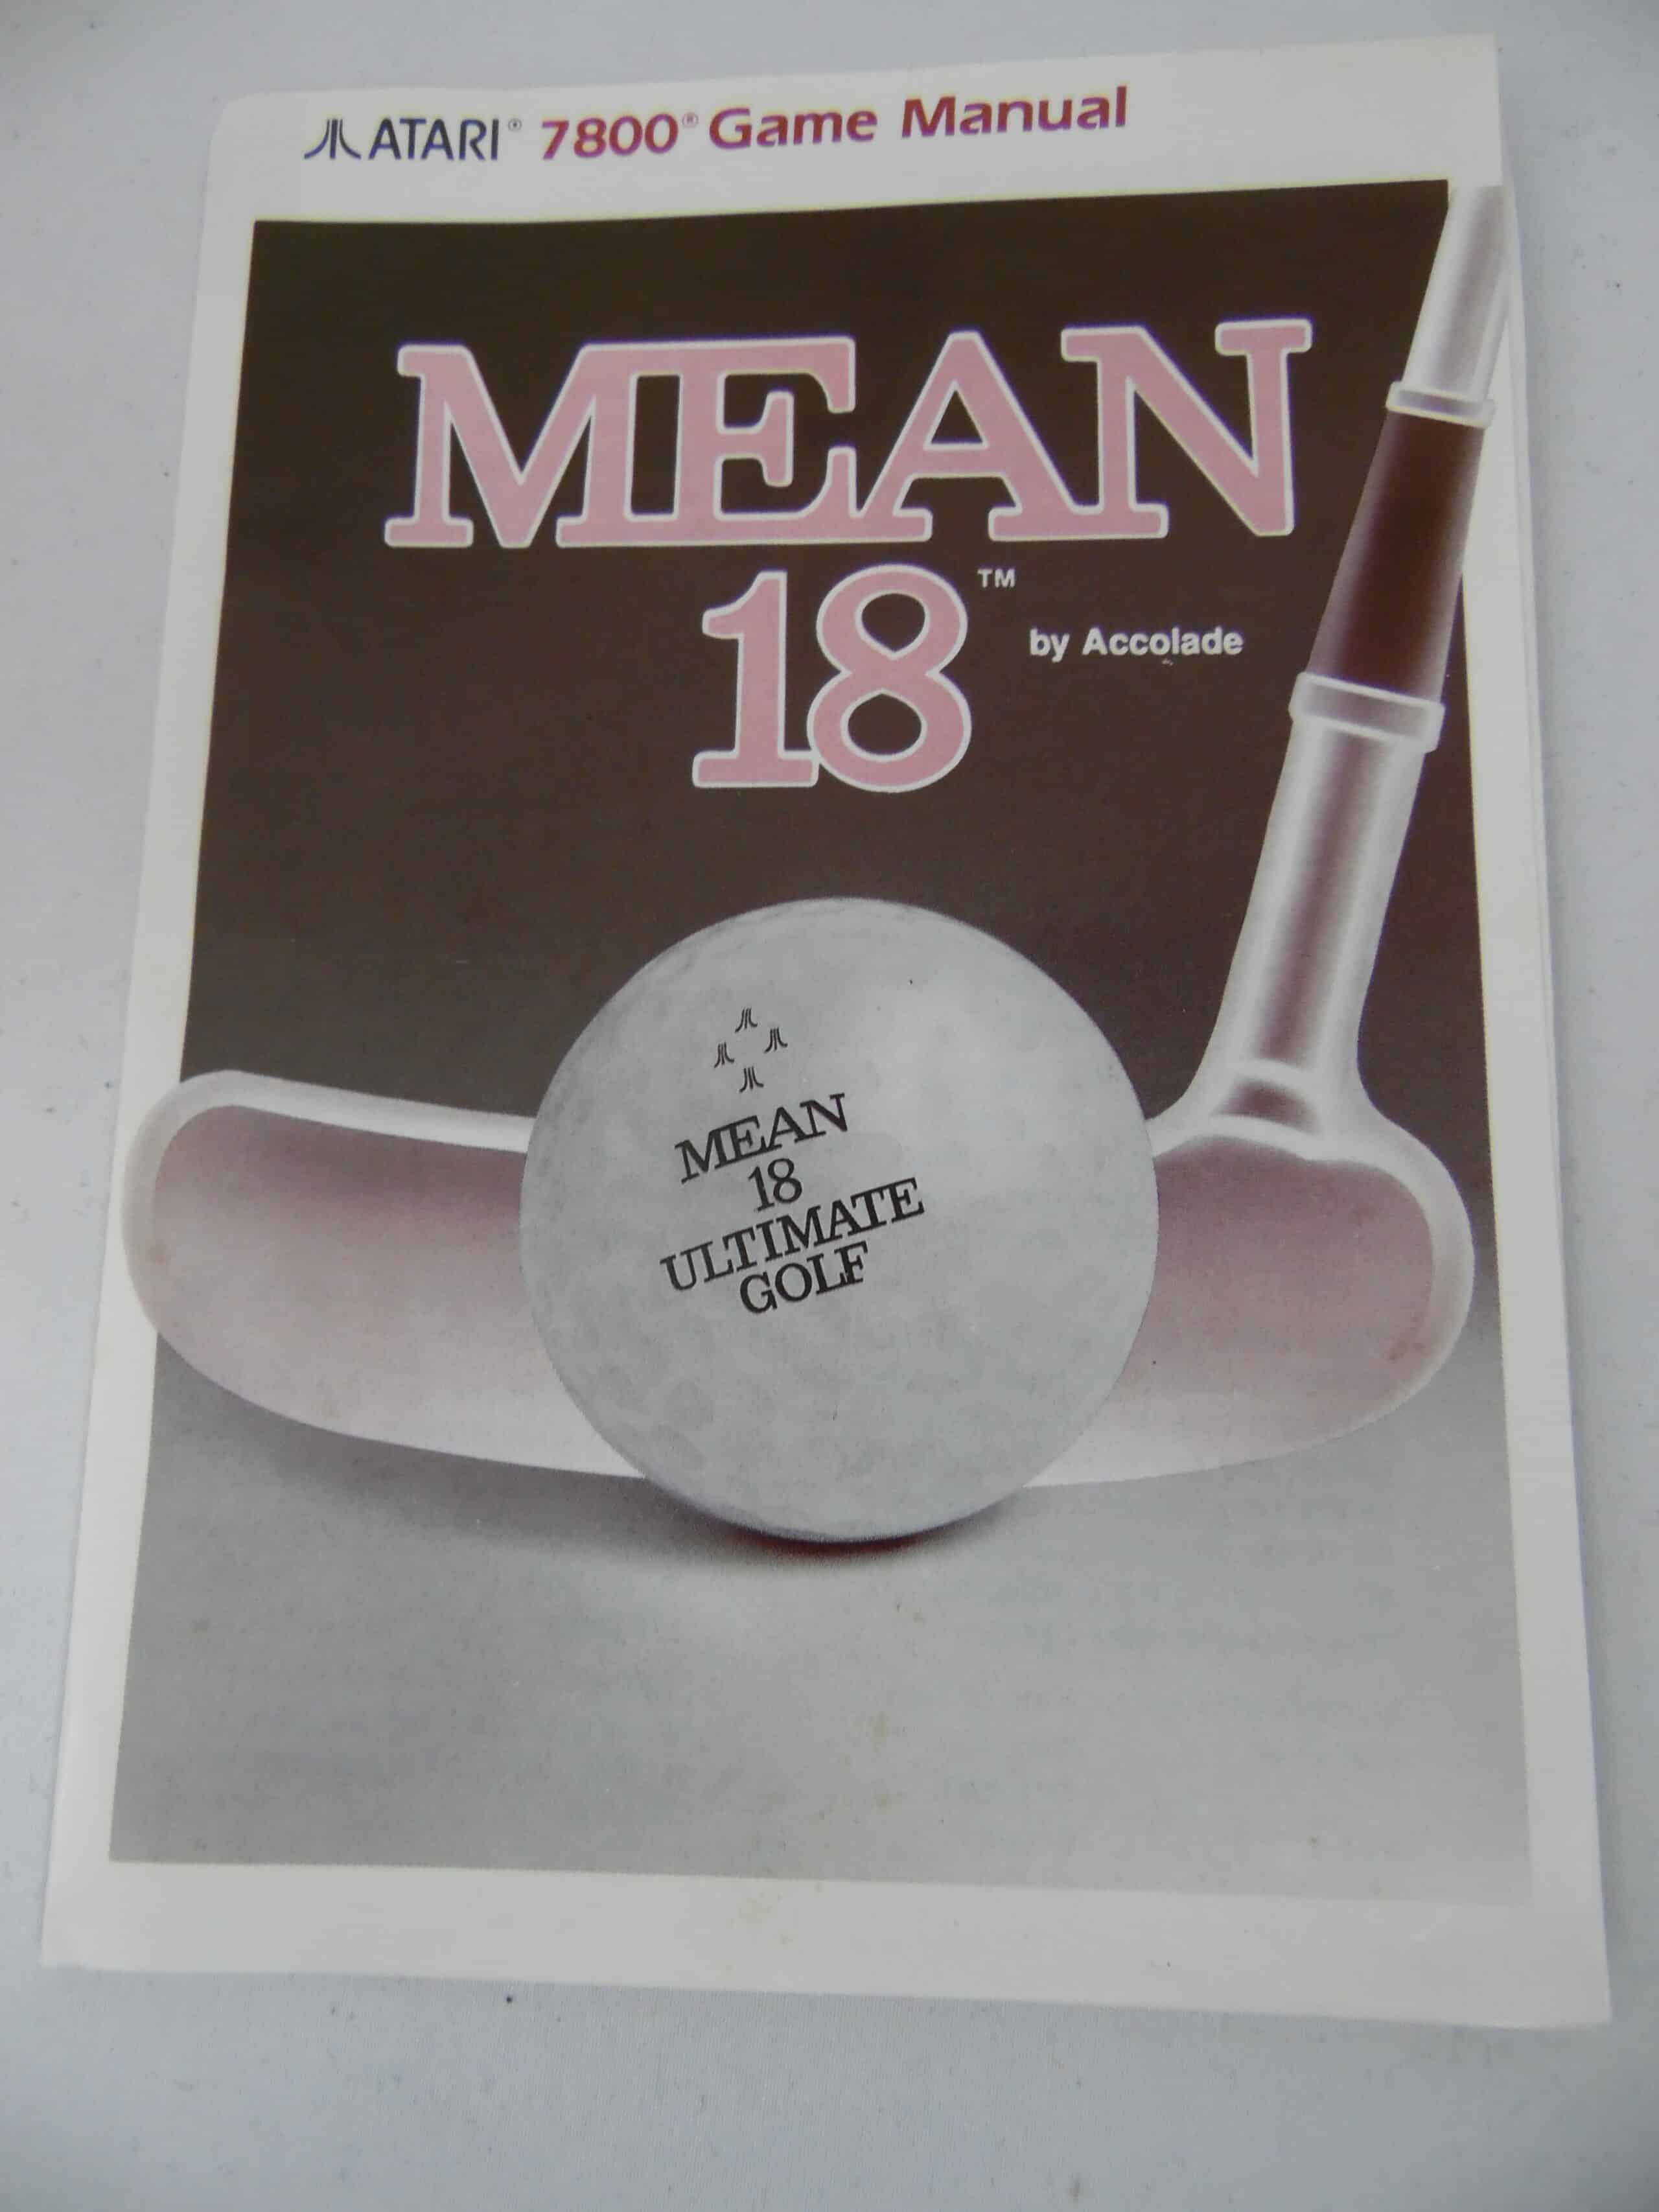 ATARI® 7800® Game Manual
MEAN
18™
by Accolade
MEAN
18
ULTIMATE
GOLF